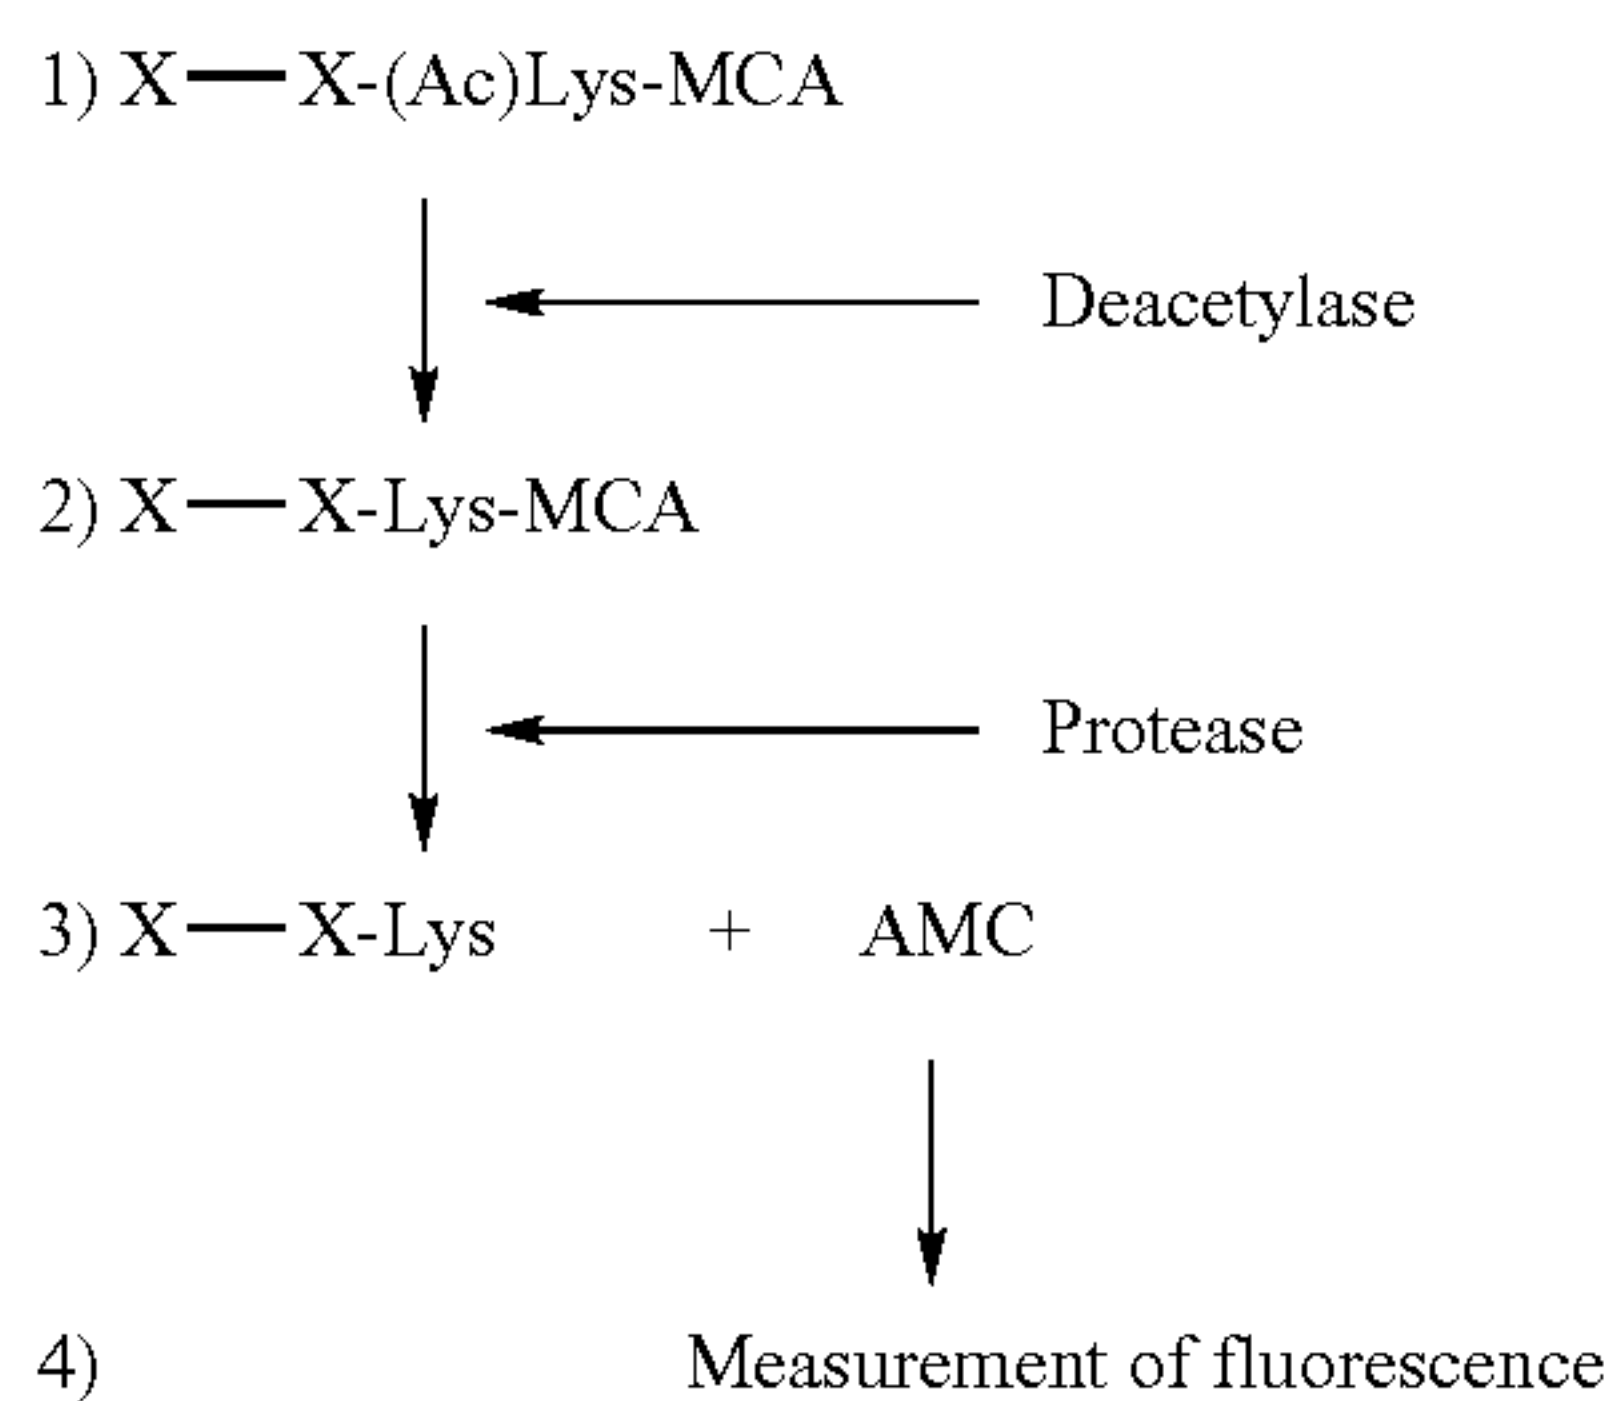 1) X—X-(Ac)Lys-MCA
Deacetylase
2) X—X-Lys-MCA
Protease
3) X—X-Lys + AMC
4) Measurement of fluorescence